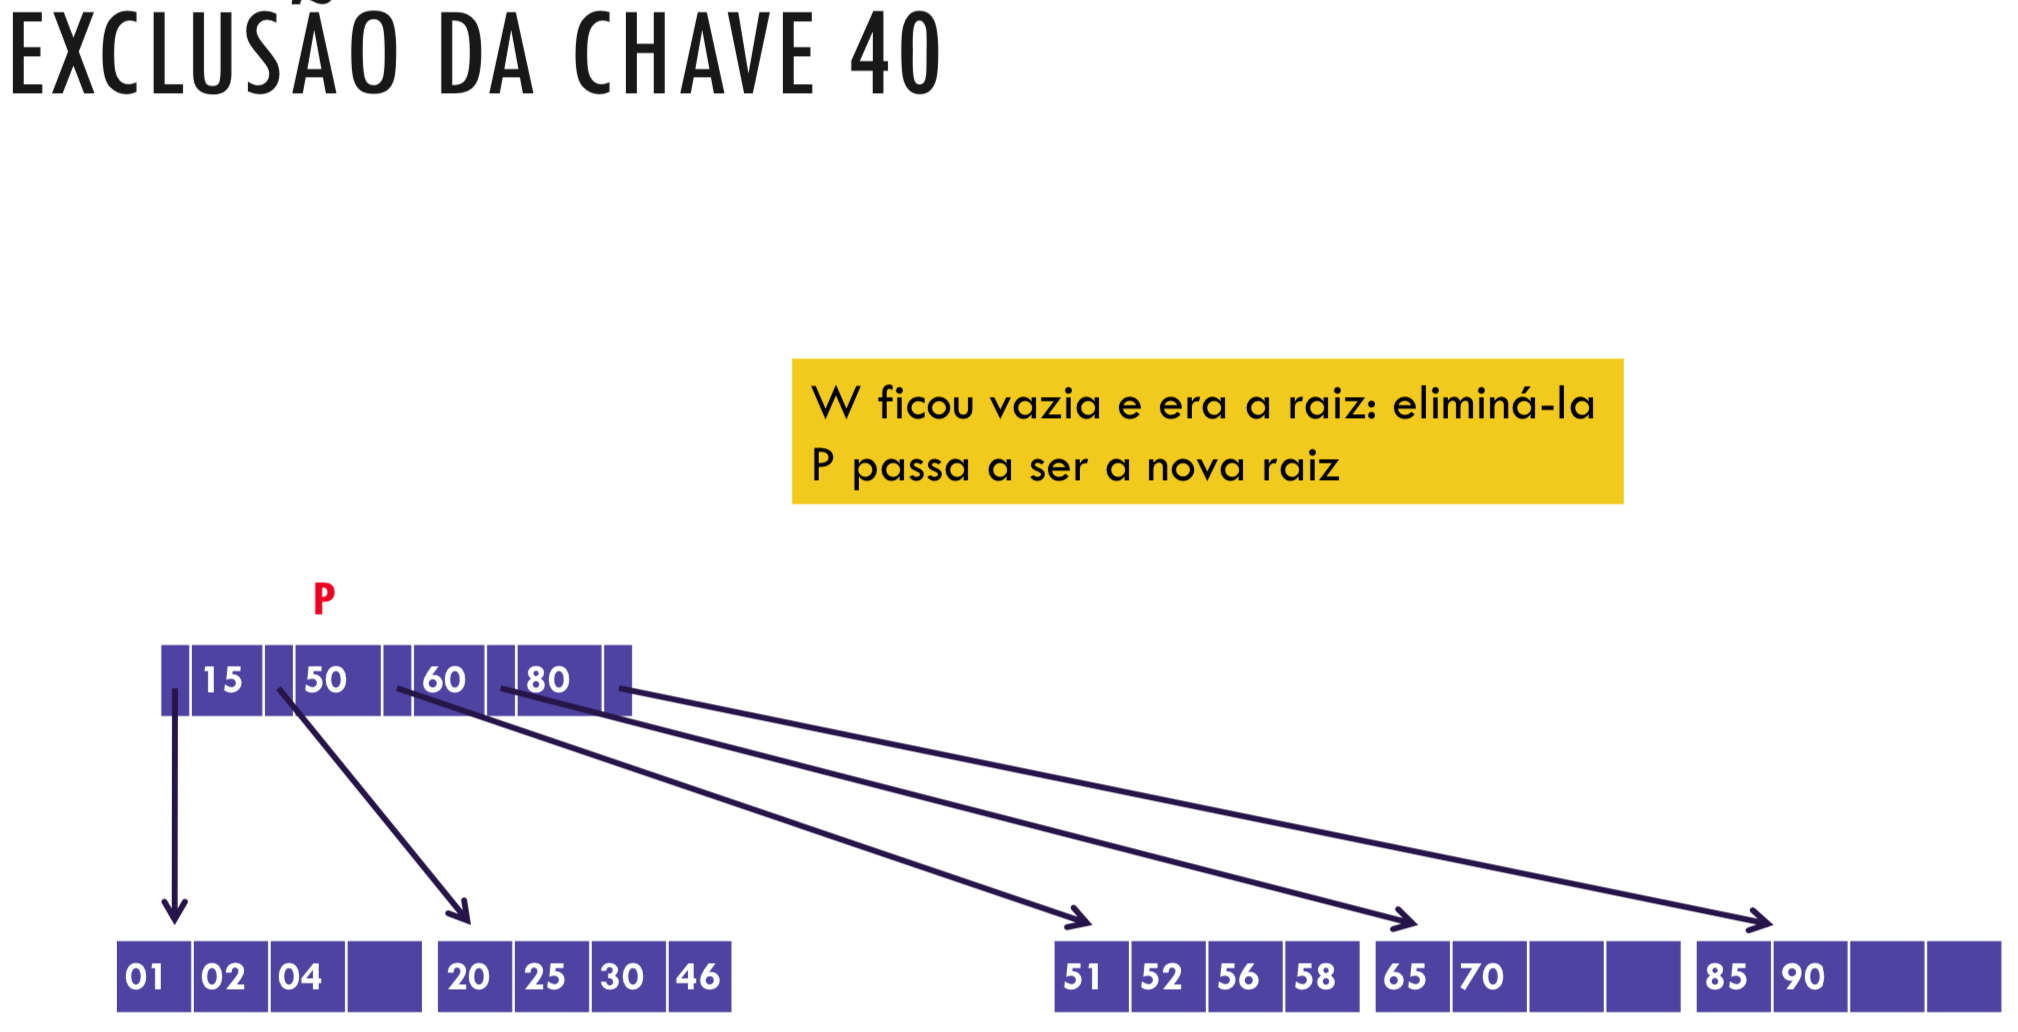 EXCLUSÃO DA CHAVE 40
W ficou vazia e era a raiz: eliminá-la
P passa a ser a nova raiz
P
15 50 60 80
01 02 04 20 25 30 46 51 52 56 58 65 70 85 90